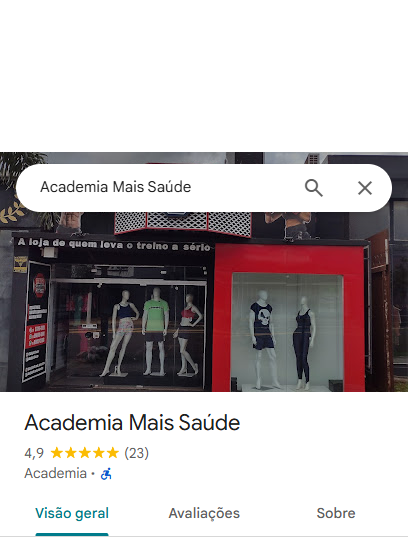 Academia Mais Saúde
A loja de quem leva o treino a sério
Academia Mais Saúde
4,9 (23)
Academia ·
Visão geral Avaliações Sobre